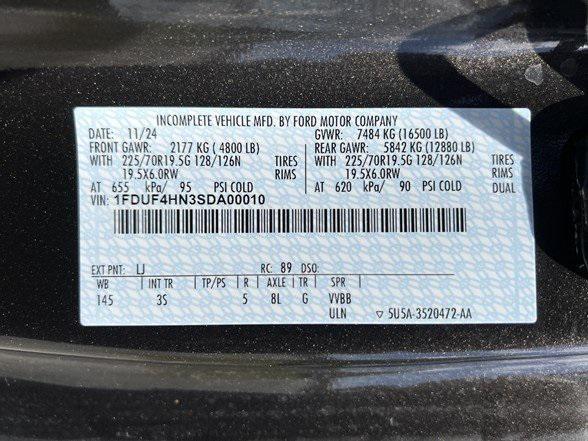 INCOMPLETE VEHICLE MFD. BY FORD MOTOR COMPANY
DATE: 11/24 GVWR: 7484 KG (16500 LB)
FRONT GAWR: 2177 KG ( 4800 LB) REAR GAWR: 5842 KG (12880 LB)
WITH 225/70R19.5G 128/126N TIRES WITH 225/70R19.5G 128/126N TIRES
19.5X6.0RW RIMS 19.5X6.0RW RIMS
AT 655 kPa/ 95 PSI COLD AT 620 kPa/ 90 PSI COLD DUAL
VIN: 1FDUF4HN3SDA00010
EXT PNT: LJ RC: 89 DSO:
WB INT TR TP/PS R AXLE TR SPR
145 3S 5 8L G VVBB
ULN ▽ 5U5A-3520472-AA